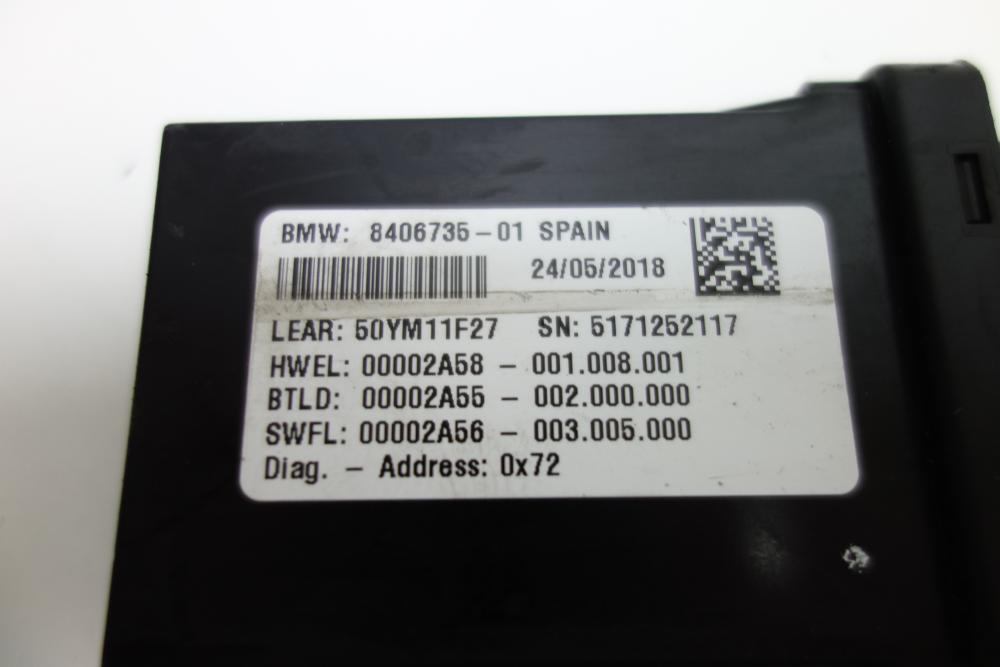 BMW: 8406735-01 SPAIN
24/05/2018
LEAR: 50YM11F27 SN: 5171252117
HWEL: 00002A58 - 001.008.001
BTLD: 00002A55 - 002.000.000
SWFL: 00002A56 - 003.005.000
Diag. - Address: 0x72